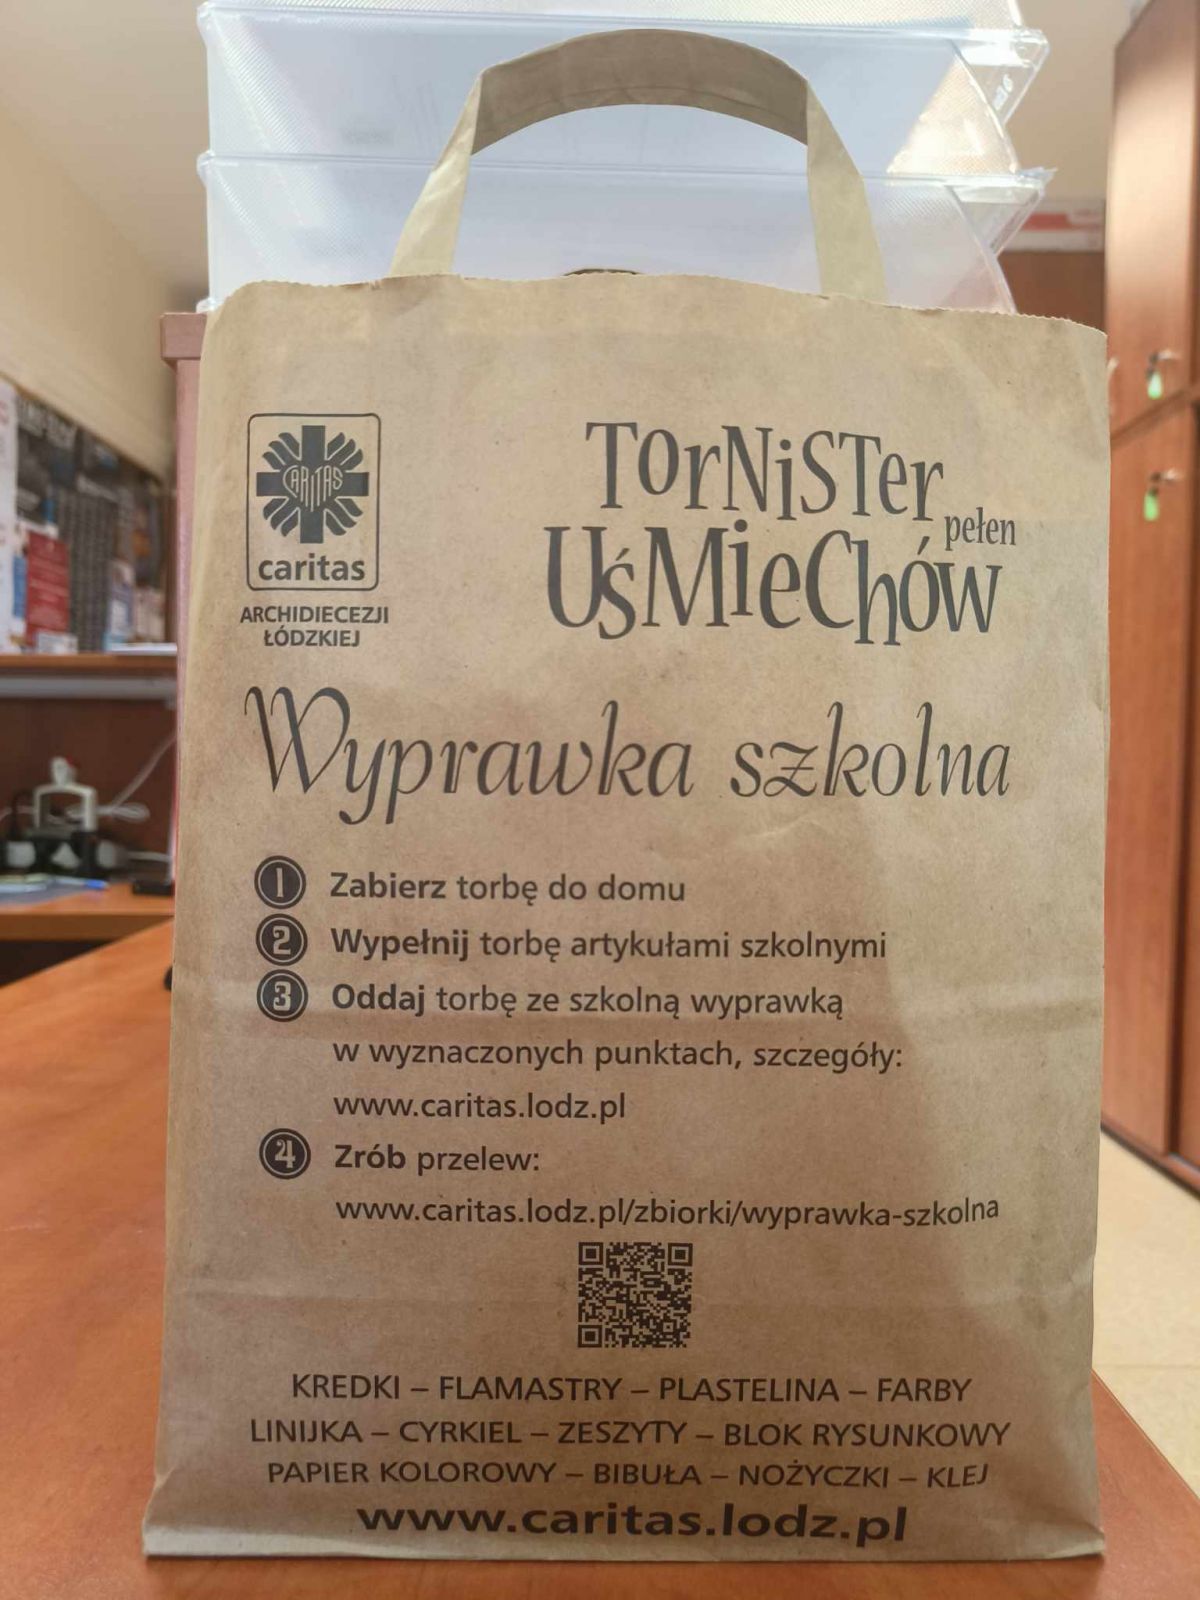 CARITAS
caritas
ARCHIDIECEZJI
ŁÓDZKIEJ
TorNiSTer
pełen
UśMieChów
Wyprawka szkolna
1 Zabierz torbę do domu
2 Wypełnij torbę artykułami szkolnymi
3 Oddaj torbę ze szkolną wyprawką
w wyznaczonych punktach, szczegóły:
www.caritas.lodz.pl
4 Zrób przelew:
www.caritas.lodz.pl/zbiorki/wyprawka-szkolna
KREDKI – FLAMASTRY – PLASTELINA – FARBY
LINIJKA – CYRKIEL – ZESZYTY – BLOK RYSUNKOWY
PAPIER KOLOROWY – BIBUŁA – NOŻYCZKI – KLEJ
www.caritas.lodz.pl